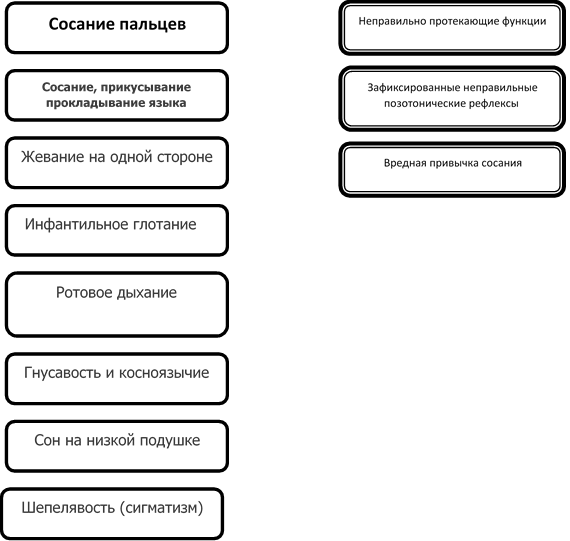 Сосание пальцев
Сосание, прикусывание
прокладывание языка
Жевание на одной стороне
Инфантильное глотание
Ротовое дыхание
Гнусавость и косноязычие
Сон на низкой подушке
Шепелявость (сигматизм)
Неправильно протекающие функции
Зафиксированные неправильные
позотонические рефлексы
Вредная привычка сосания